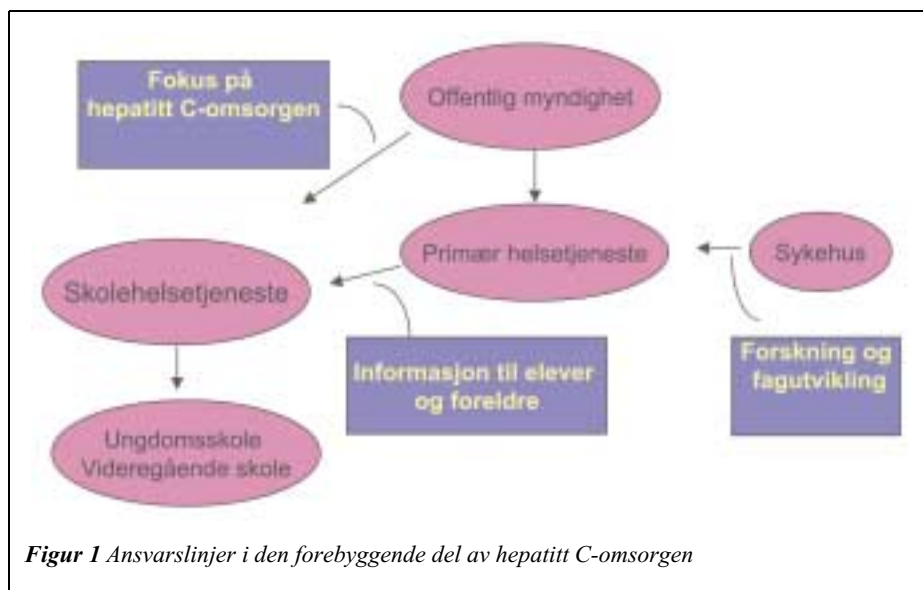 Fokus på
hepatitt C-omsorgen
Offentlig myndighet
Primær helsetjeneste
Sykehus
Skolehelsetjeneste
Informasjon til elever
og foreldre
Forskning og
fagutvikling
Ungdomsskole
Videregående skole
Figur 1 Ansvarslinjer i den forebyggende del av hepatitt C-omsorgen